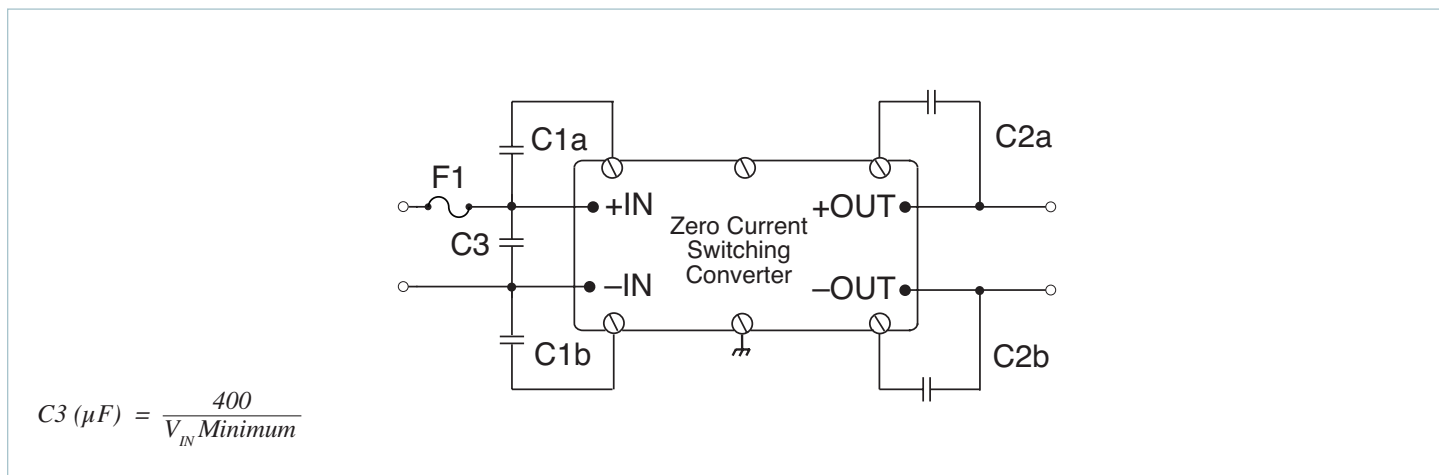 C1a
C2a
F1
+IN
+OUT
Zero Current
Switching
Converter
C3
–IN
–OUT
C1b
C2b
C3 (µF) = 400 / V_IN Minimum